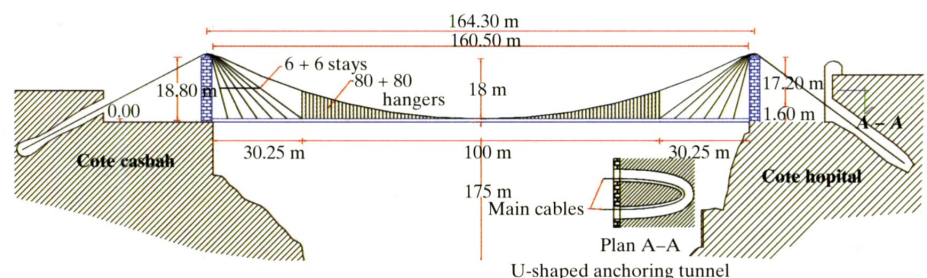 164.30 m
160.50 m
6 + 6 stays
80 + 80
hangers
18.80 m
18 m
17.20 m
0.00
1.60 m
A – A
Cote casbah
30.25 m
100 m
30.25 m
Cote hopital
175 m
Main cables
Plan A–A
U-shaped anchoring tunnel